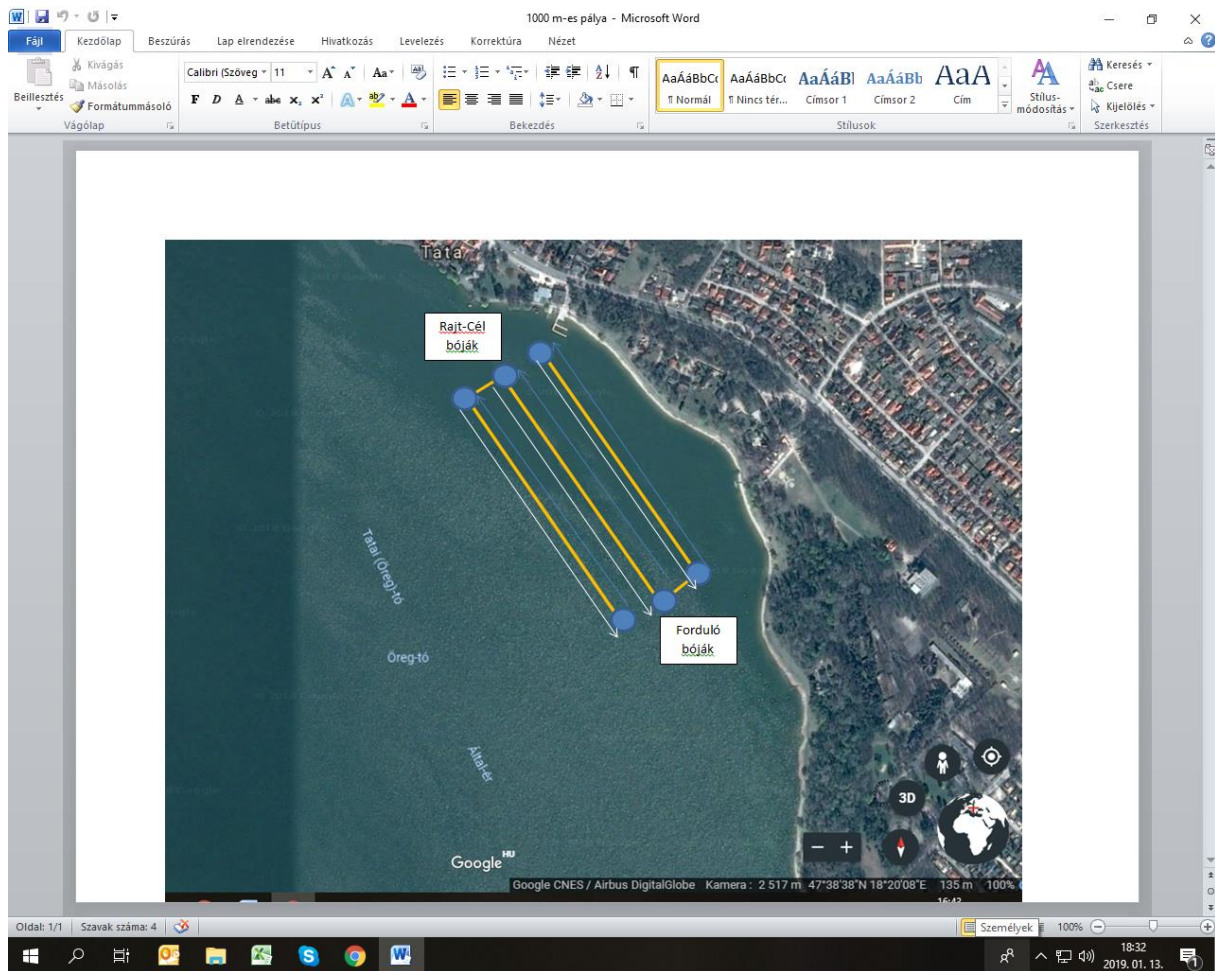 1000 m-es pálya - Microsoft Word
Fájl Kezdőlap Beszúrás Lap elrendezése Hivatkozás Levelezés Korrektúra Nézet
Beillesztés
Kivágás
Másolás
Formátummásoló
Vágólap
Calibri (Szöveg 11
F D A abc x₂ x²
Betűtípus
Bekezdés
AaÁáBbCc AaÁáBbCc AaÁáBl AaÁáBb AaA
¶ Normál ¶ Nincs tér... Címsor 1 Címsor 2 Cím
Stílusok
Stílus-
módosítás
Keresés
Csere
Kijelölés
Szerkesztés
Tata
Rajt-Cél
bóják
Tatai (Öreg)-tó
Öreg-tó
Forduló
bóják
Által-ér
3D
Google HU
Google CNES / Airbus DigitalGlobe Kamera : 2 517 m 47°38'38"N 18°20'08"E 135 m 100%
Oldal: 1/1 Szavak száma: 4
Személyek
100%
18:32
2019. 01. 13.